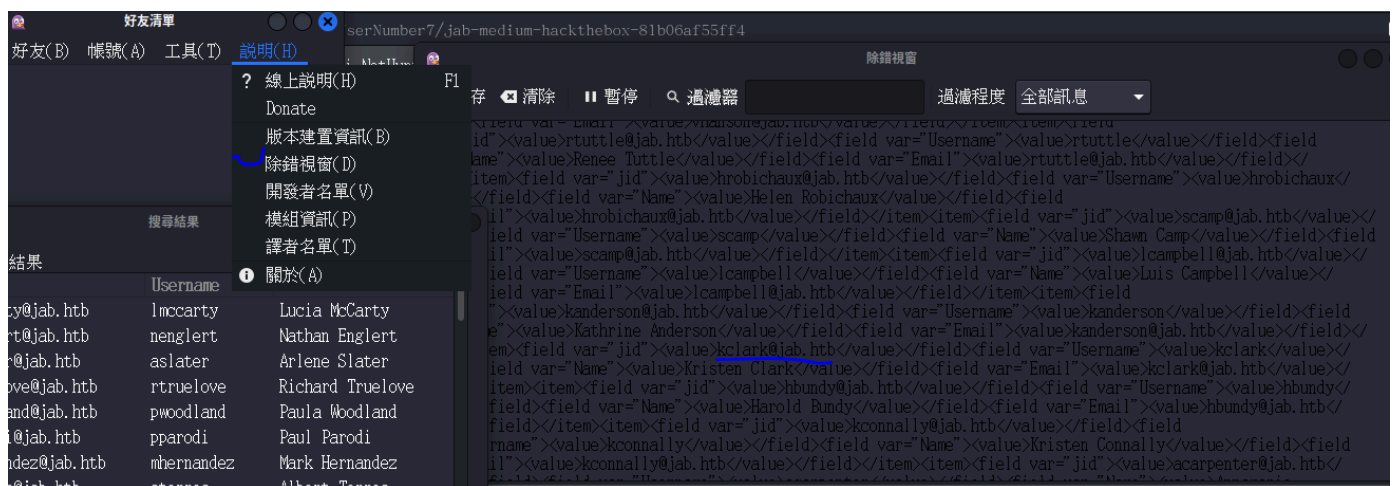 好友清單
好友(B) 帳號(A) 工具(T) 説明(H)
? 線上説明(H) F1
Donate
版本建置資訊(B)
除錯視窗(D)
開發者名單(V)
模組資訊(P)
譯者名單(T)
關於(A)
serNumber7/jab-medium-hackthebox-81b06af55ff4
搜尋結果
結果
Username
ty@jab.htb lmccarty Lucia McCarty
rt@jab.htb nenglert Nathan Englert
r@jab.htb aslater Arlene Slater
ove@jab.htb rtruelove Richard Truelove
and@jab.htb pwoodland Paula Woodland
i@jab.htb pparodi Paul Parodi
ndez@jab.htb mhernandez Mark Hernandez
除錯視窗
存 清除 暫停 過濾器 過濾程度 全部訊息
id"><value>rtuttle@jab.htb</value></field><field var="Username"><value>rtuttle</value></field><field
ame"><value>Renee Tuttle</value></field><field var="Email"><value>rtuttle@jab.htb</value></field></
item><field var="jid"><value>hrobichaux@jab.htb</value></field><field var="Username"><value>hrobichaux</
</field><field var="Name"><value>Helen Robichaux</value></field><field
il"><value>hrobichaux@jab.htb</value></field></item><item><field var="jid"><value>scamp@jab.htb</value></
ield var="Username"><value>scamp</value></field><field var="Name"><value>Shawn Camp</value></field><field
il"><value>scamp@jab.htb</value></field></item><item><field var="jid"><value>lcampbell@jab.htb</value></
ield var="Username"><value>lcampbell</value></field><field var="Name"><value>Luis Campbell</value></
ield var="Email"><value>lcampbell@jab.htb</value></field></item><item><field
"><value>kanderson@jab.htb</value></field><field var="Username"><value>kanderson</value></field><field
e"><value>Kathrine Anderson</value></field><field var="Email"><value>kanderson@jab.htb</value></field></
em><field var="jid"><value>kclark@jab.htb</value></field><field var="Username"><value>kclark</value></
ield var="Name"><value>Kristen Clark</value></field><field var="Email"><value>kclark@jab.htb</value></
item><item><field var="jid"><value>hbundy@jab.htb</value></field><field var="Username"><value>hbundy</
field><field var="Name"><value>Harold Bundy</value></field><field var="Email"><value>hbundy@jab.htb</
field></item><item><field var="jid"><value>kconnally@jab.htb</value></field><field
rname"><value>kconnally</value></field><field var="Name"><value>Kristen Connally</value></field><field
il"><value>kconnally@jab.htb</value></field></item><item><field var="jid"><value>acarpenter@jab.htb</